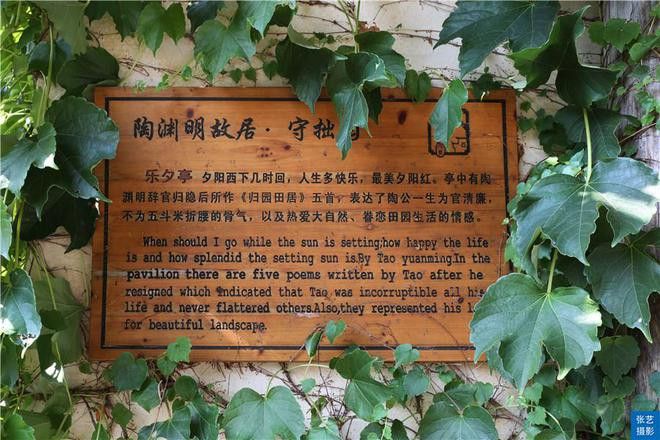 陶渊明故居·守拙
乐夕亭 夕阳西下几时回，人生多快乐，最美夕阳红。亭中有陶
渊明辞官归隐后所作《归园田居》五首，表达了陶公一生为官清廉，
不为五斗米折腰的骨气，以及热爱大自然、眷恋田园生活的情感。
When should I go while the sun is setting;how happy the life
is and how splendid the setting sun is.By Tao yuanming.In the
pavilion there are five poems written by Tao after he
resigned which indicated that Tao was incorruptible all his
life and never flattered others.Also,they represented his l
for beautiful landscape.
张艺
摄影